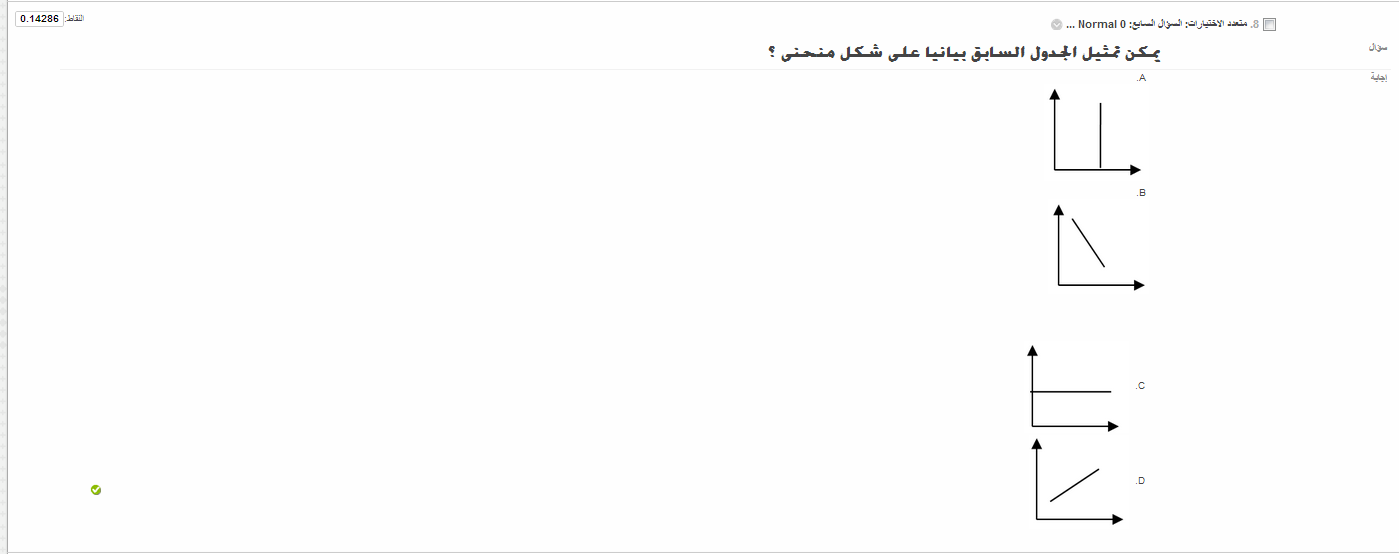 8. متعدد الاختيارات: السؤال السابع: Normal 0 ...
النقاط: 0.14286
سؤال
يمكن تمثيل الجدول السابق بيانيا على شكل منحنى ؟
إجابة
A.
B.
C.
D.